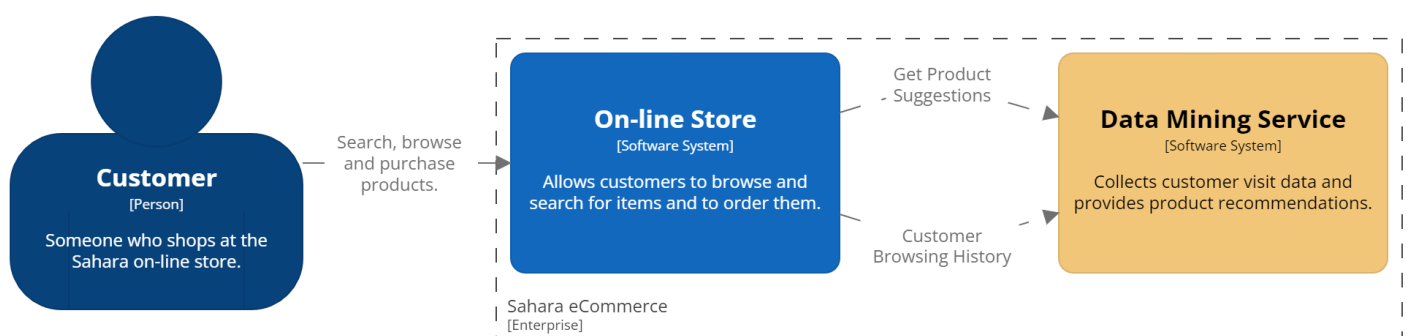 Customer
[Person]
Someone who shops at the
Sahara on-line store.
Search, browse
and purchase
products.
On-line Store
[Software System]
Allows customers to browse and
search for items and to order them.
Get Product
Suggestions
Customer
Browsing History
Data Mining Service
[Software System]
Collects customer visit data and
provides product recommendations.
Sahara eCommerce
[Enterprise]